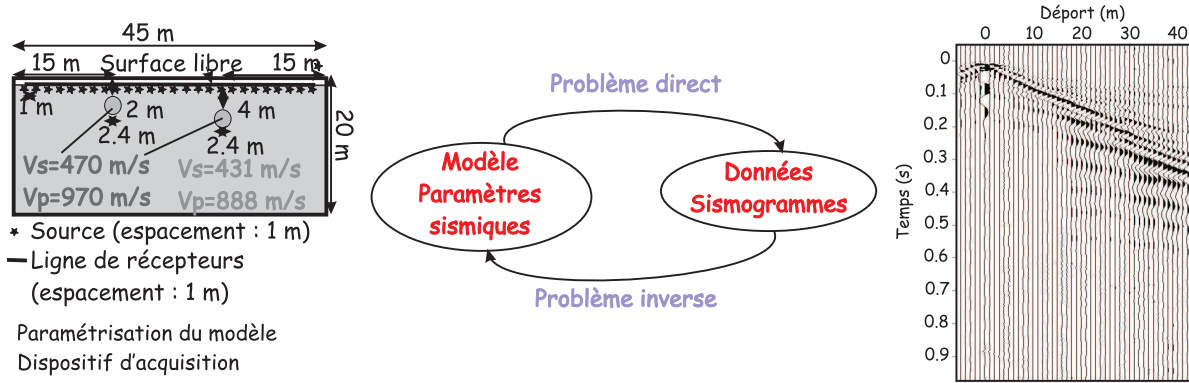 45 m
15 m
Surface libre
15 m
1 m
2 m
4 m
20 m
2.4 m
2.4 m
Vs=470 m/s
Vs=431 m/s
Vp=970 m/s
Vp=888 m/s
Source (espacement : 1 m)
Ligne de récepteurs
(espacement : 1 m)
Paramétrisation du modèle
Dispositif d'acquisition
Problème direct
Modèle
Paramètres
sismiques
Données
Sismogrammes
Problème inverse
Déport (m)
0 10 20 30 40
Temps (s)
0
0.1
0.2
0.3
0.4
0.5
0.6
0.7
0.8
0.9